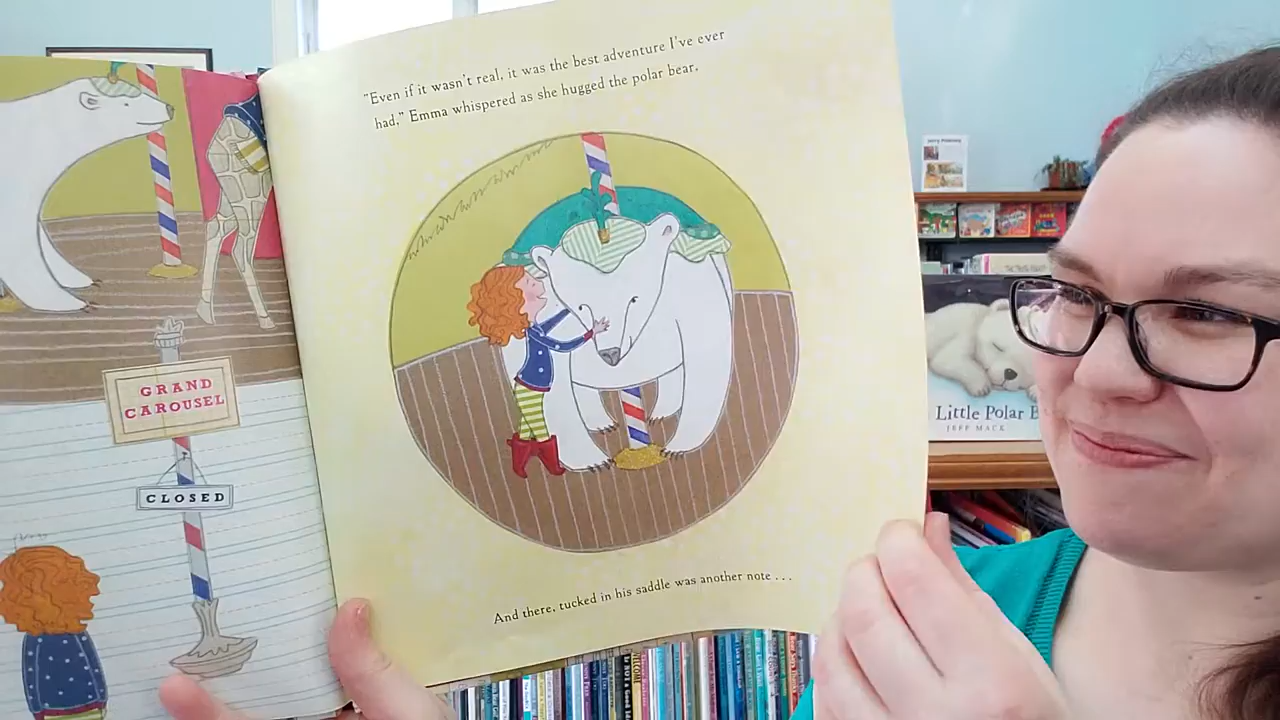 GRAND
CAROUSEL
CLOSED
"Even if it wasn't real, it was the best adventure I've ever
had," Emma whispered as she hugged the polar bear.
And there, tucked in his saddle was another note . . .
Little Polar B
JEFF MACK